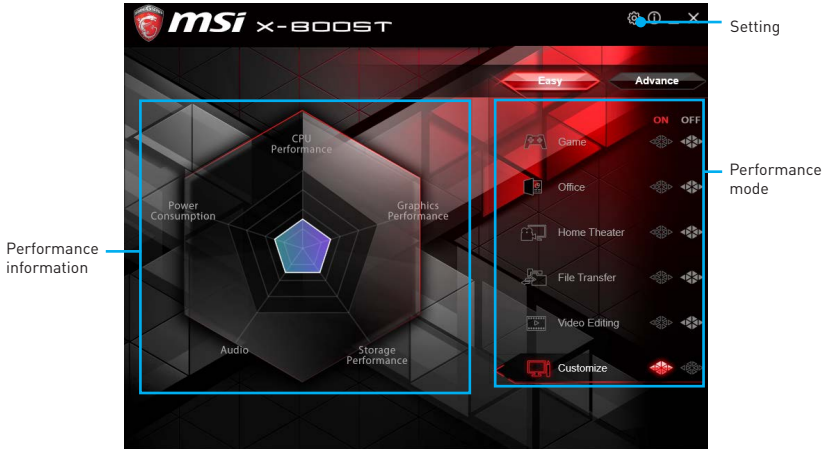 msi X-BOOST
Setting
Easy
Advance
ON OFF
Game
Office
Home Theater
File Transfer
Video Editing
Customize
Performance
mode
CPU
Performance
Graphics
Performance
Storage
Performance
Audio
Power
Consumption
Performance
information